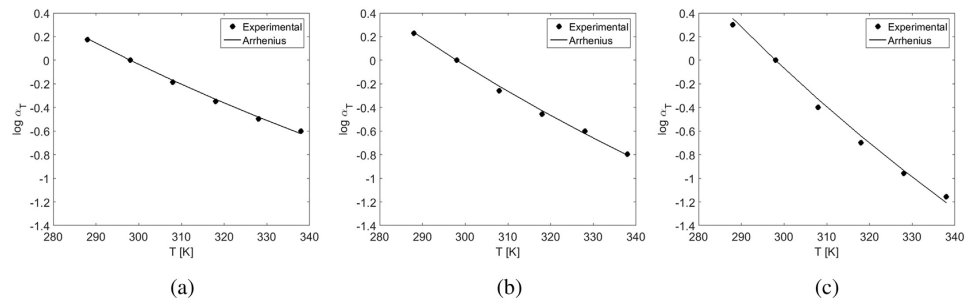 0.4
0.2
0
-0.2
-0.4
-0.6
-0.8
-1
-1.2
-1.4
log α_T
280 290 300 310 320 330 340
T [K]
Experimental
Arrhenius
(a)
0.4
0.2
0
-0.2
-0.4
-0.6
-0.8
-1
-1.2
-1.4
log α_T
280 290 300 310 320 330 340
T [K]
Experimental
Arrhenius
(b)
0.4
0.2
0
-0.2
-0.4
-0.6
-0.8
-1
-1.2
-1.4
log α_T
280 290 300 310 320 330 340
T [K]
Experimental
Arrhenius
(c)